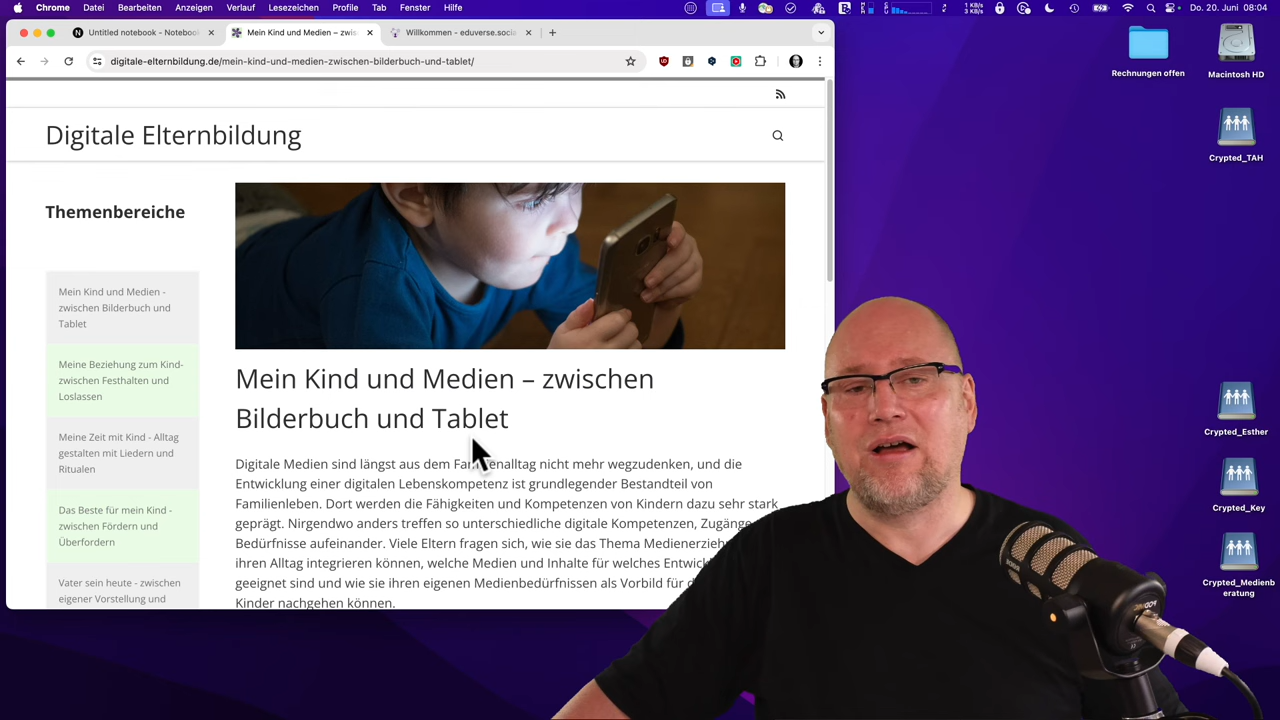 Chrome Datei Bearbeiten Anzeigen Verlauf Lesezeichen Profile Tab Fenster Hilfe
1 KB/s
3 KB/s
Do. 20. Juni 08:04
Untitled notebook - Notebook
Mein Kind und Medien – zwis
Willkommen - eduverse.socia
digitale-elternbildung.de/mein-kind-und-medien-zwischen-bilderbuch-und-tablet/
Digitale Elternbildung
Themenbereiche
Mein Kind und Medien -
zwischen Bilderbuch und
Tablet
Meine Beziehung zum Kind-
zwischen Festhalten und
Loslassen
Meine Zeit mit Kind - Alltag
gestalten mit Liedern und
Ritualen
Das Beste für mein Kind -
zwischen Fördern und
Überfordern
Vater sein heute - zwischen
eigener Vorstellung und
Mein Kind und Medien – zwischen
Bilderbuch und Tablet
Digitale Medien sind längst aus dem Fam enalltag nicht mehr wegzudenken, und die
Entwicklung einer digitalen Lebenskompetenz ist grundlegender Bestandteil von
Familienleben. Dort werden die Fähigkeiten und Kompetenzen von Kindern dazu sehr stark
geprägt. Nirgendwo anders treffen so unterschiedliche digitale Kompetenzen, Zugänge
Bedürfnisse aufeinander. Viele Eltern fragen sich, wie sie das Thema Medienerzieh
ihren Alltag integrieren können, welche Medien und Inhalte für welches Entwick
geeignet sind und wie sie ihren eigenen Medienbedürfnissen als Vorbild für d
Kinder nachgehen können.
Rechnungen offen
Macintosh HD
Crypted_TAH
Crypted_Esther
Crypted_Key
Crypted_Medienb
eratung